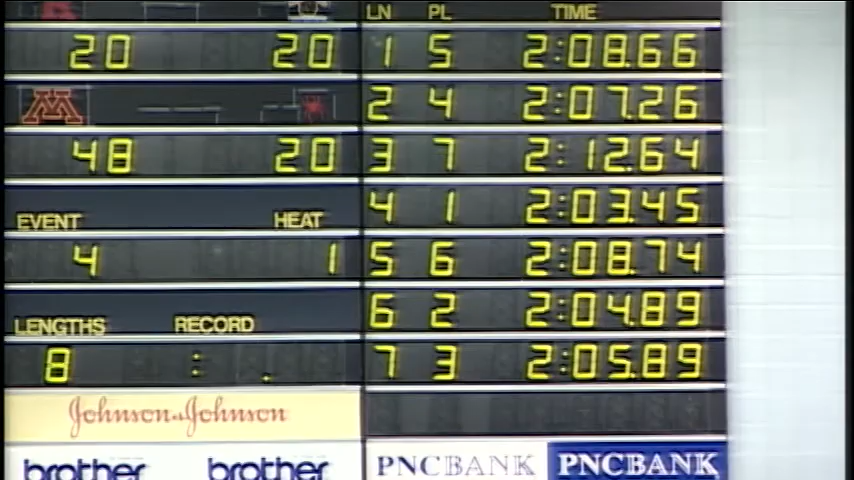 LN PL TIME
20 20 1 5 2:08.66
M 2 4 2:07.26
48 20 3 7 2:12.64
4 1 2:03.45
EVENT HEAT
4 1 5 6 2:08.74
6 2 2:04.89
LENGTHS RECORD
8 : . 7 3 2:05.89
Johnson & Johnson
brother brother PNCBANK PNCBANK